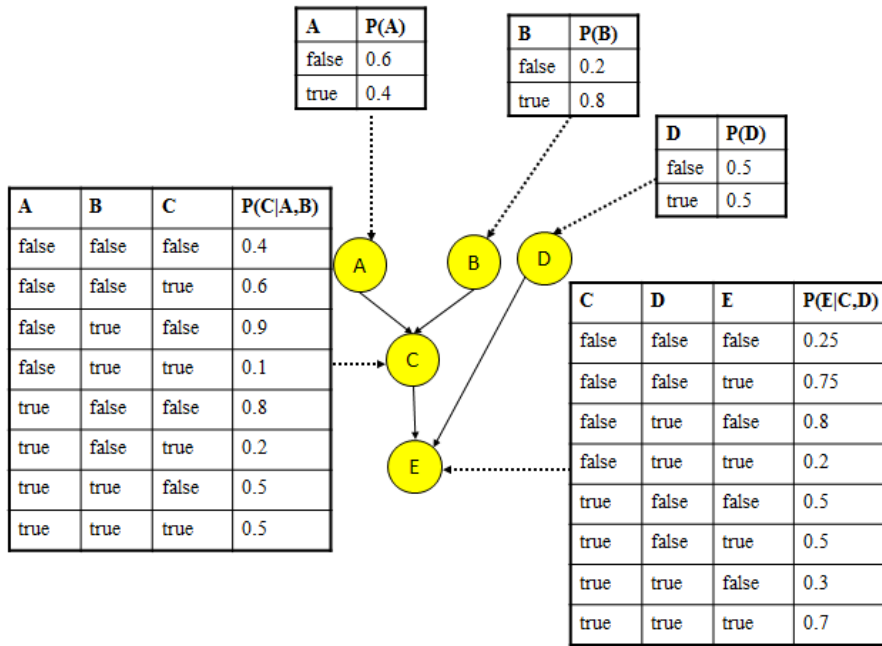 A P(A)
false 0.6
true 0.4
B P(B)
false 0.2
true 0.8
D P(D)
false 0.5
true 0.5
A B C P(C|A,B)
false false false 0.4
false false true 0.6
false true false 0.9
false true true 0.1
true false false 0.8
true false true 0.2
true true false 0.5
true true true 0.5
A
B
D
C
E
C D E P(E|C,D)
false false false 0.25
false false true 0.75
false true false 0.8
false true true 0.2
true false false 0.5
true false true 0.5
true true false 0.3
true true true 0.7